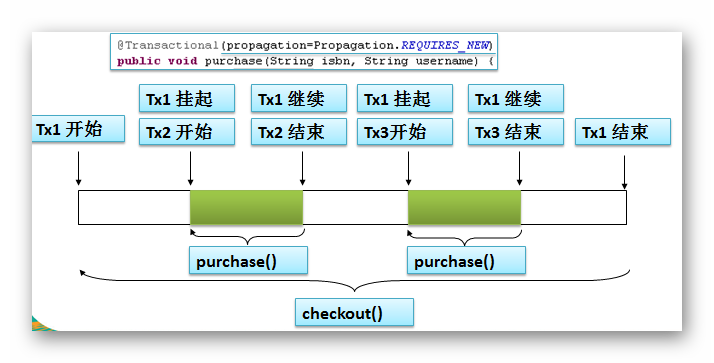 @Transactional(propagation=Propagation.REQUIRES_NEW)
public void purchase(String isbn, String username) {
Tx1 挂起
Tx1 继续
Tx1 挂起
Tx1 继续
Tx1 开始
Tx2 开始
Tx2 结束
Tx3开始
Tx3 结束
Tx1 结束
purchase()
purchase()
checkout()